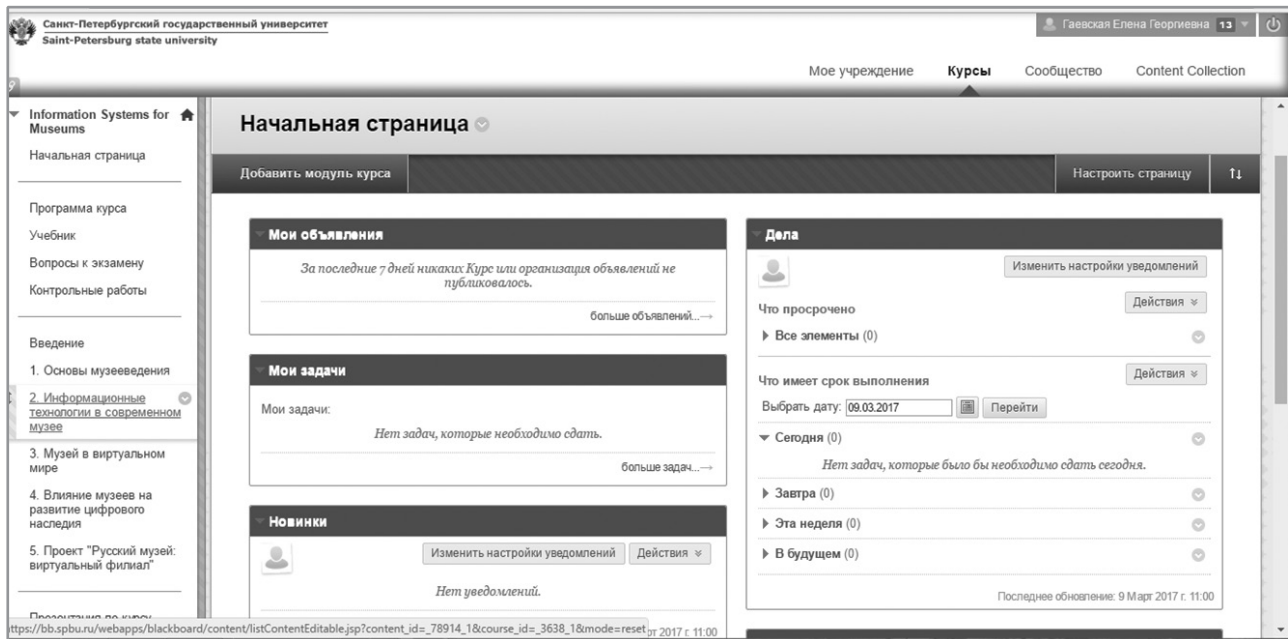 Санкт-Петербургский государственный университет
Saint-Petersburg state university
Гаевская Елена Георгиевна 13
Мое учреждение
Курсы
Сообщество
Content Collection
Information Systems for
Museums
Начальная страница
Программа курса
Учебник
Вопросы к экзамену
Контрольные работы
Введение
1. Основы музееведения
2. Информационные
технологии в современном
музее
3. Музей в виртуальном
мире
4. Влияние музеев на
развитие цифрового
наследия
5. Проект "Русский музей:
виртуальный филиал"
Презентация по курсу
Начальная страница
Добавить модуль курса
Настроить страницу
Мои объявления
За последние 7 дней никаких Курс или организация объявлений не
публиковалось.
больше объявлений...→
Мои задачи
Мои задачи:
Нет задач, которые необходимо сдать.
больше задач...→
Новинки
Изменить настройки уведомлений
Действия
Нет уведомлений.
рт 2017 г. 11:00
Дела
Изменить настройки уведомлений
Что просрочено
Действия
Все элементы (0)
Что имеет срок выполнения
Действия
Выбрать дату: 09.03.2017
Перейти
Сегодня (0)
Нет задач, которые было бы необходимо сдать сегодня.
Завтра (0)
Эта неделя (0)
В будущем (0)
Последнее обновление: 9 Март 2017 г. 11:00
ttps://bb.spbu.ru/webapps/blackboard/content/listContentEditable.jsp?content_id=_78914_1&course_id=_3638_1&mode=reset